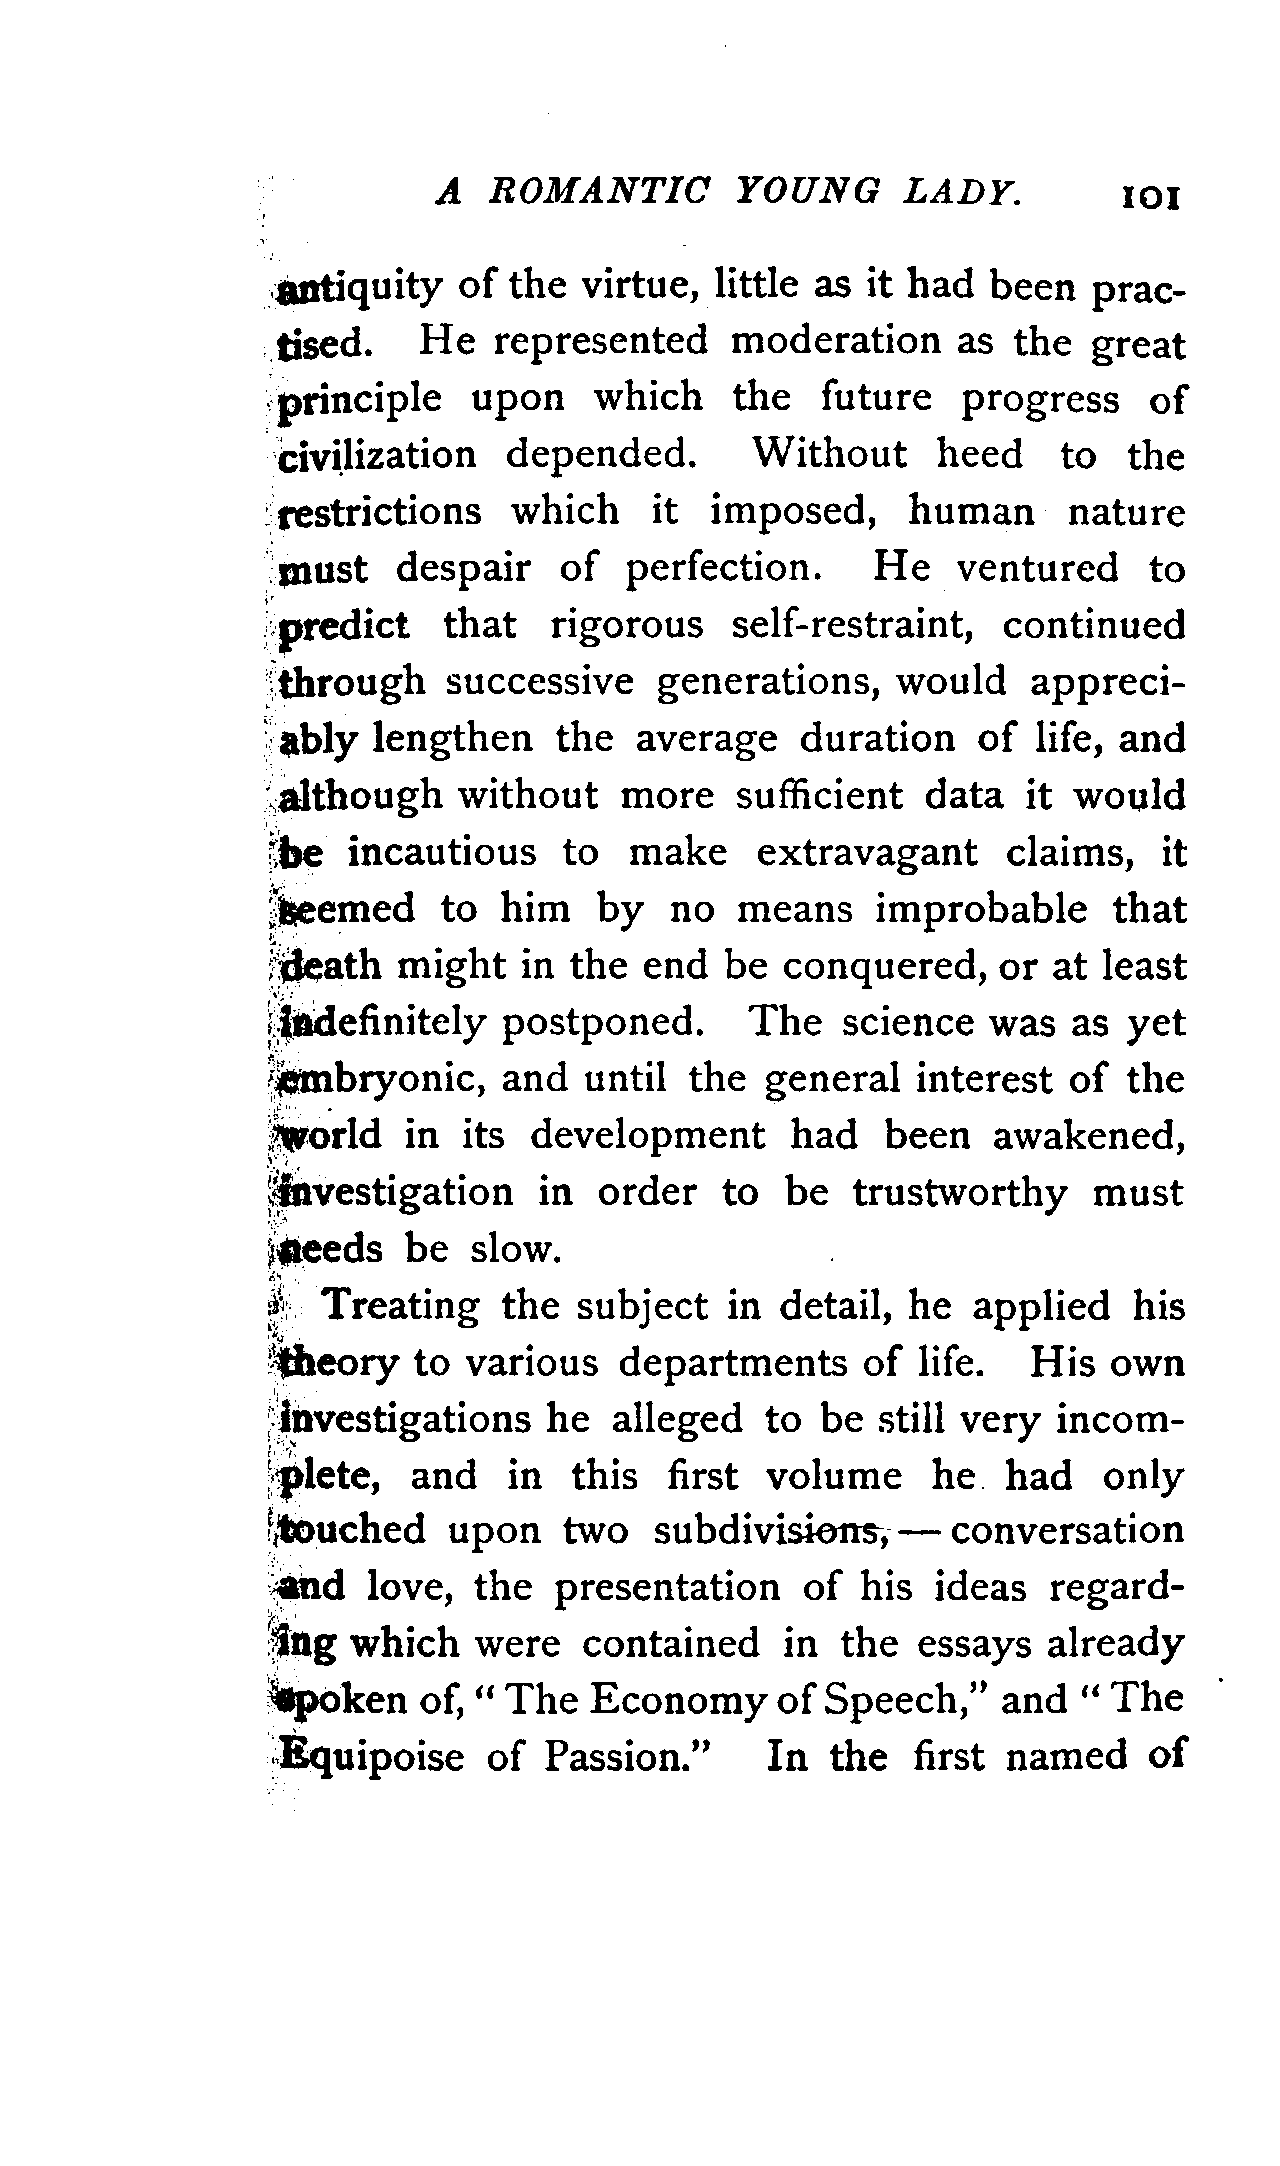 A ROMANTIC YOUNG LADY. 101
antiquity of the virtue, little as it had been prac-
tised. He represented moderation as the great
principle upon which the future progress of
civilization depended. Without heed to the
restrictions which it imposed, human nature
must despair of perfection. He ventured to
predict that rigorous self-restraint, continued
through successive generations, would appreci-
ably lengthen the average duration of life, and
although without more sufficient data it would
be incautious to make extravagant claims, it
seemed to him by no means improbable that
death might in the end be conquered, or at least
indefinitely postponed. The science was as yet
embryonic, and until the general interest of the
world in its development had been awakened,
investigation in order to be trustworthy must
needs be slow.
Treating the subject in detail, he applied his
theory to various departments of life. His own
investigations he alleged to be still very incom-
plete, and in this first volume he had only
touched upon two subdivisions, — conversation
and love, the presentation of his ideas regard-
ing which were contained in the essays already
spoken of, " The Economy of Speech," and " The
Equipoise of Passion." In the first named of